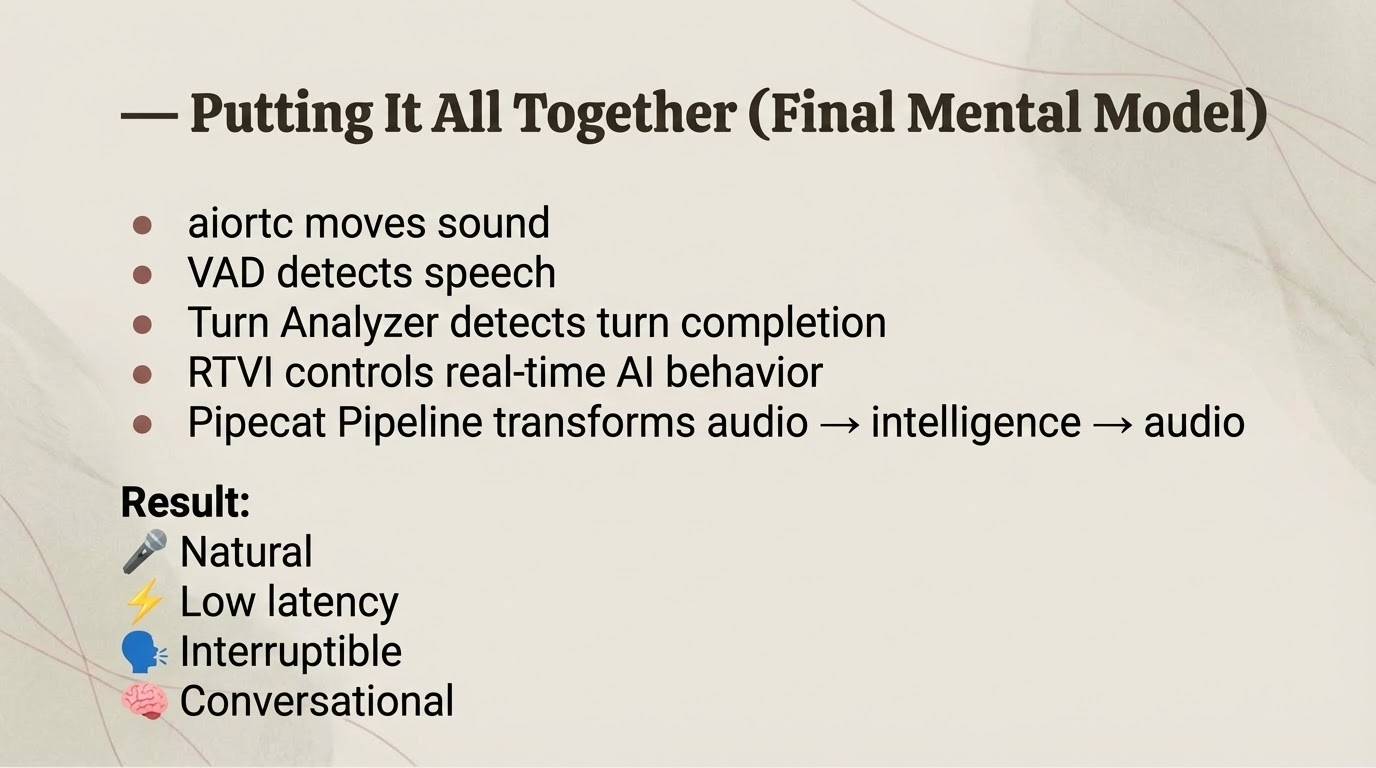 — Putting It All Together (Final Mental Model)
● aiortc moves sound
● VAD detects speech
● Turn Analyzer detects turn completion
● RTVI controls real-time AI behavior
● Pipecat Pipeline transforms audio → intelligence → audio
Result:
🎤 Natural
⚡ Low latency
🗣️ Interruptible
🧠 Conversational